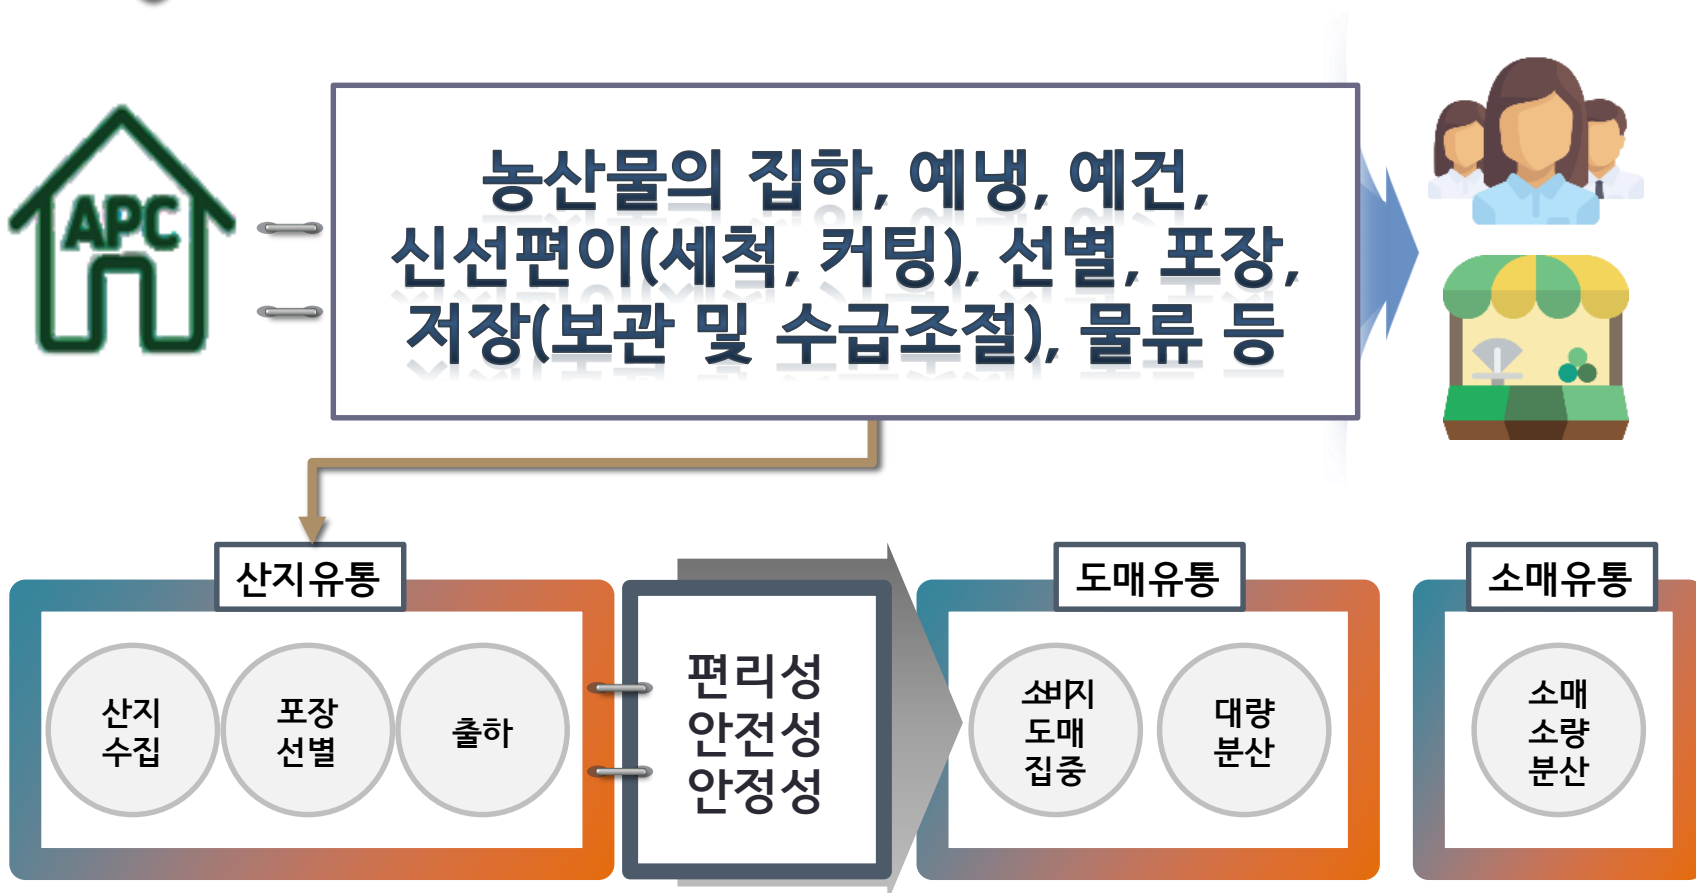 APC
농산물의 집하, 예냉, 예건,
신선편이(세척, 커팅), 선별, 포장,
저장(보관 및 수급조절), 물류 등
산지유통
산지
수집
포장
선별
출하
편리성
안전성
안정성
도매유통
소비지
도매
집중
대량
분산
소매유통
소매
소량
분산